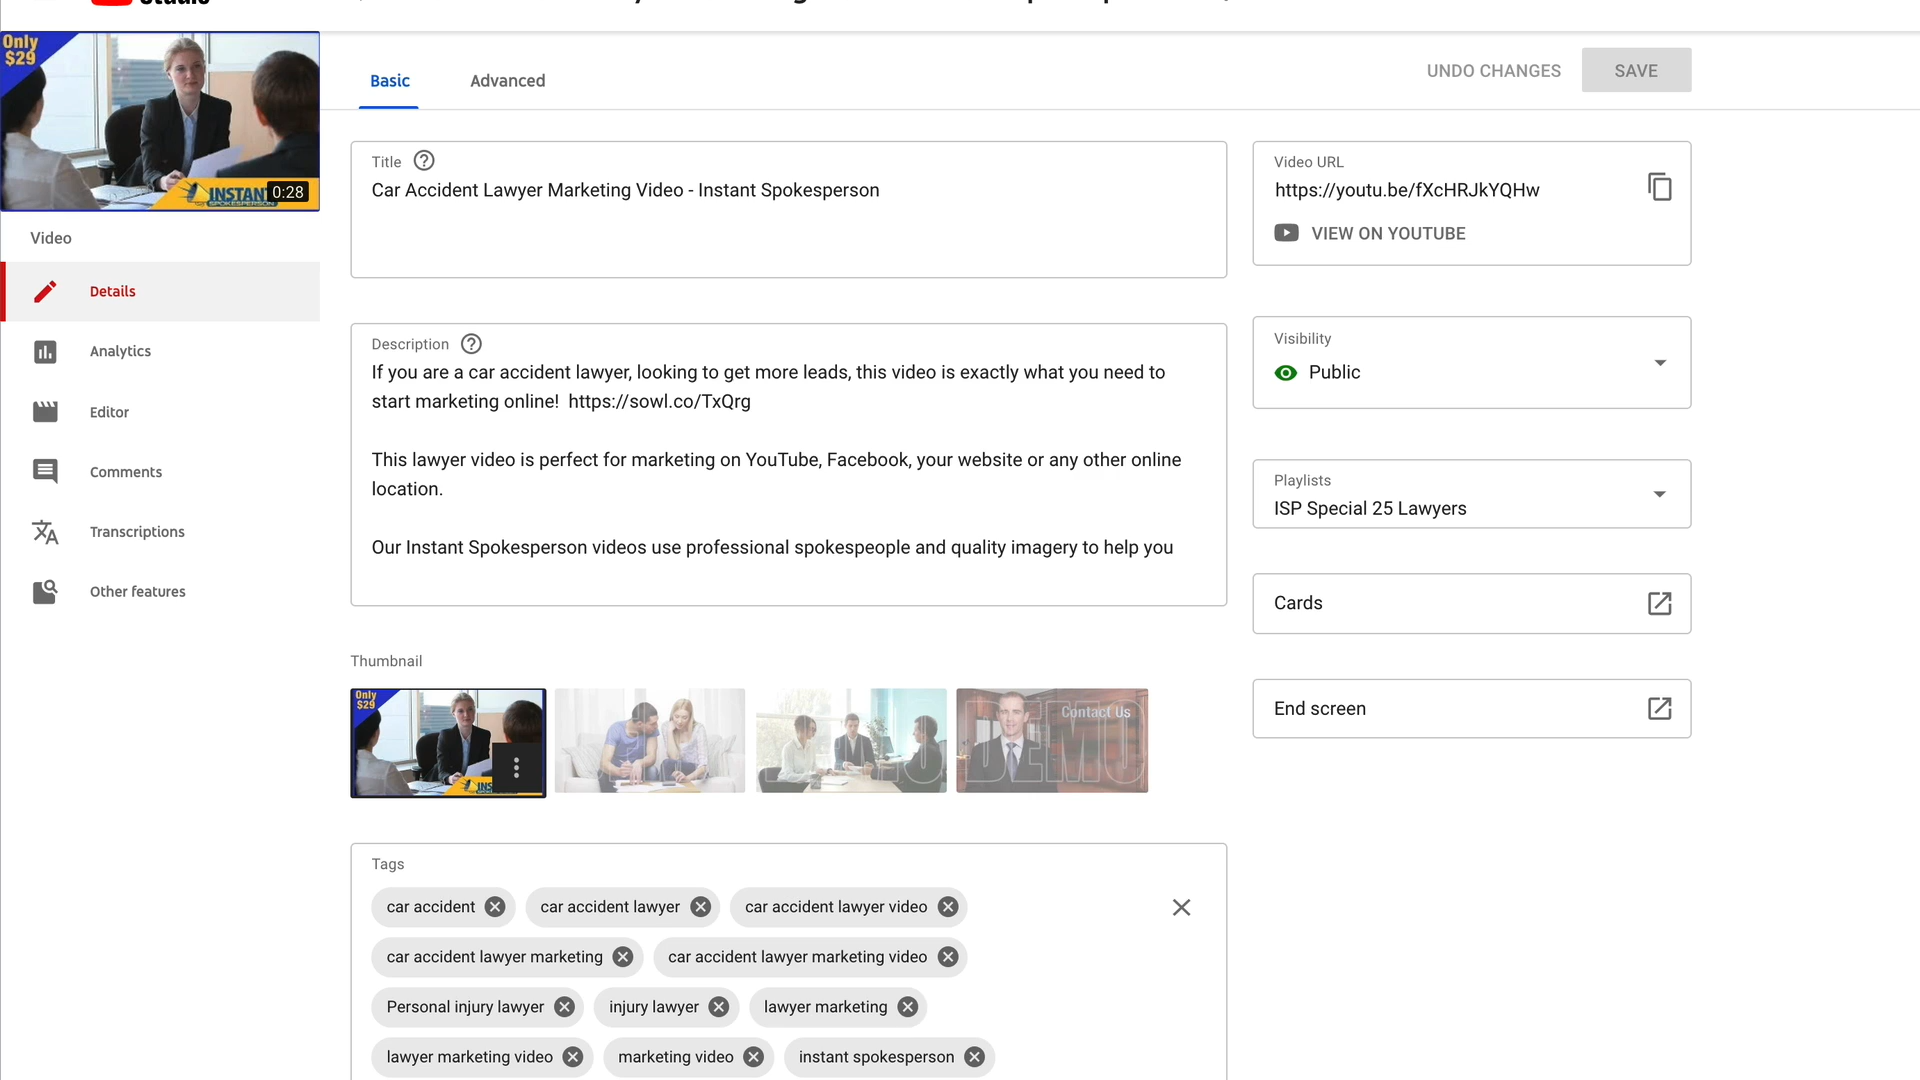 Studio
Only
$29
INSTANT
SPOKESPERSON
0:28
Basic
Advanced
UNDO CHANGES
SAVE
Title
Car Accident Lawyer Marketing Video - Instant Spokesperson
Video URL
https://youtu.be/fXcHRJkYQHw
VIEW ON YOUTUBE
Video
Details
Analytics
Editor
Comments
Transcriptions
Other features
Description
If you are a car accident lawyer, looking to get more leads, this video is exactly what you need to
start marketing online!  https://sowl.co/TxQrg
This lawyer video is perfect for marketing on YouTube, Facebook, your website or any other online
location.
Our Instant Spokesperson videos use professional spokespeople and quality imagery to help you
Visibility
Public
Playlists
ISP Special 25 Lawyers
Cards
End screen
Thumbnail
Only
$29
INS
Contact Us
DEMO
Tags
car accident
car accident lawyer
car accident lawyer video
car accident lawyer marketing
car accident lawyer marketing video
Personal injury lawyer
injury lawyer
lawyer marketing
lawyer marketing video
marketing video
instant spokesperson